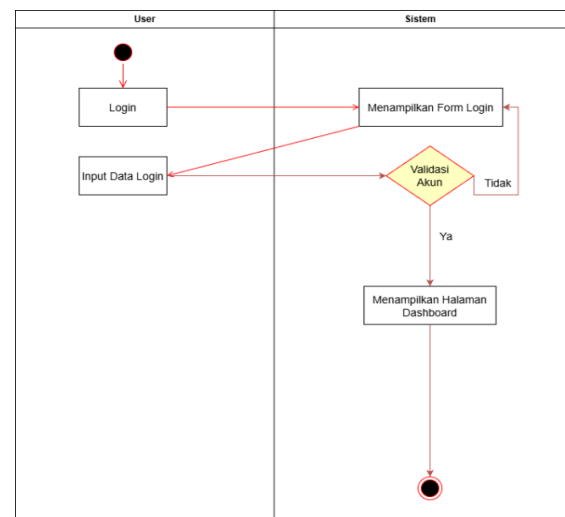 User
Sistem
Login
Menampilkan Form Login
Input Data Login
Validasi
Akun
Tidak
Ya
Menampilkan Halaman
Dashboard